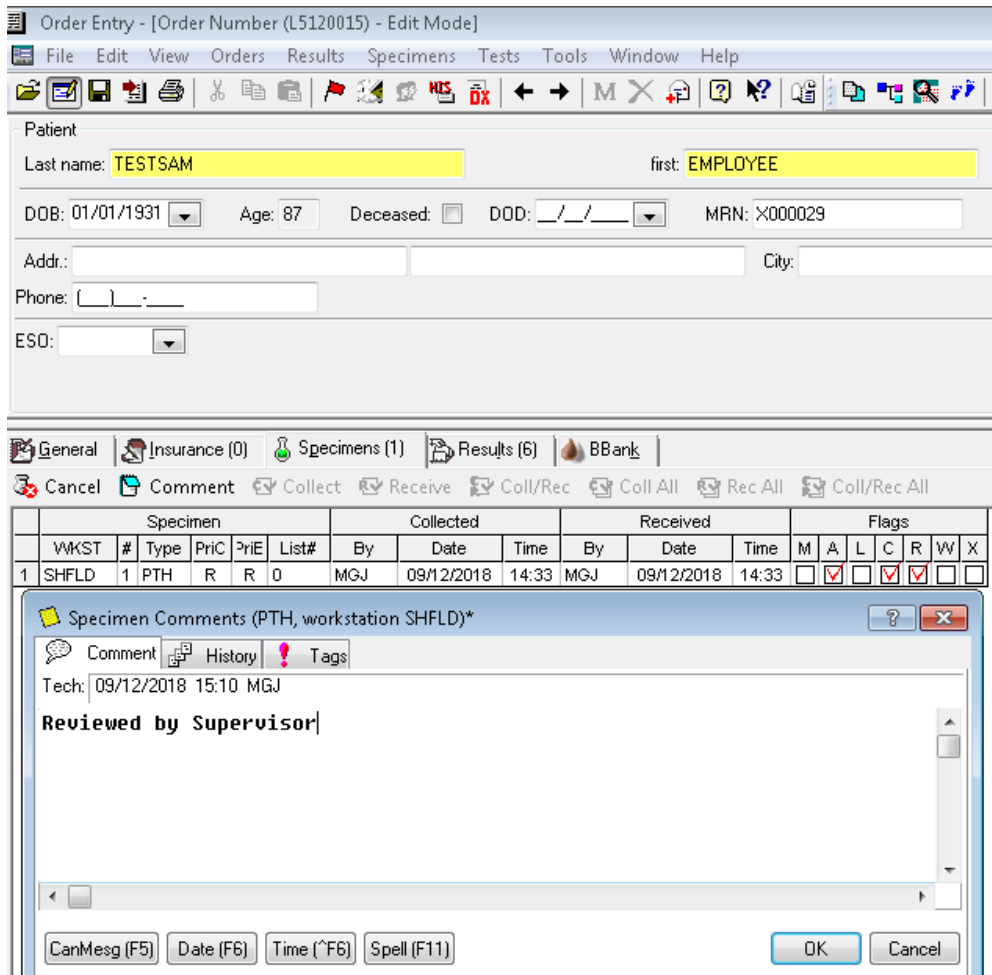 Order Entry - [Order Number (L5120015) - Edit Mode]
File Edit View Orders Results Specimens Tests Tools Window Help
HIS DX M
Patient
Last name: TESTSAM first: EMPLOYEE
DOB: 01/01/1931 Age: 87 Deceased: DOD: __/__/____ MRN: X000029
Addr.: City:
Phone: (___)___-____
ESO:
General Insurance (0) Specimens (1) Results (6) BBank
Cancel Comment Collect Receive Coll/Rec Coll All Rec All Coll/Rec All
Specimen Collected Received Flags
WKST # Type PriC PriE List# By Date Time By Date Time M A L C R W X
1 SHFLD 1 PTH R R 0 MGJ 09/12/2018 14:33 MGJ 09/12/2018 14:33
Specimen Comments (PTH, workstation SHFLD)*
Comment History Tags
Tech: 09/12/2018 15:10 MGJ
Reviewed by Supervisor
CanMesg (F5) Date (F6) Time (^F6) Spell (F11) OK Cancel